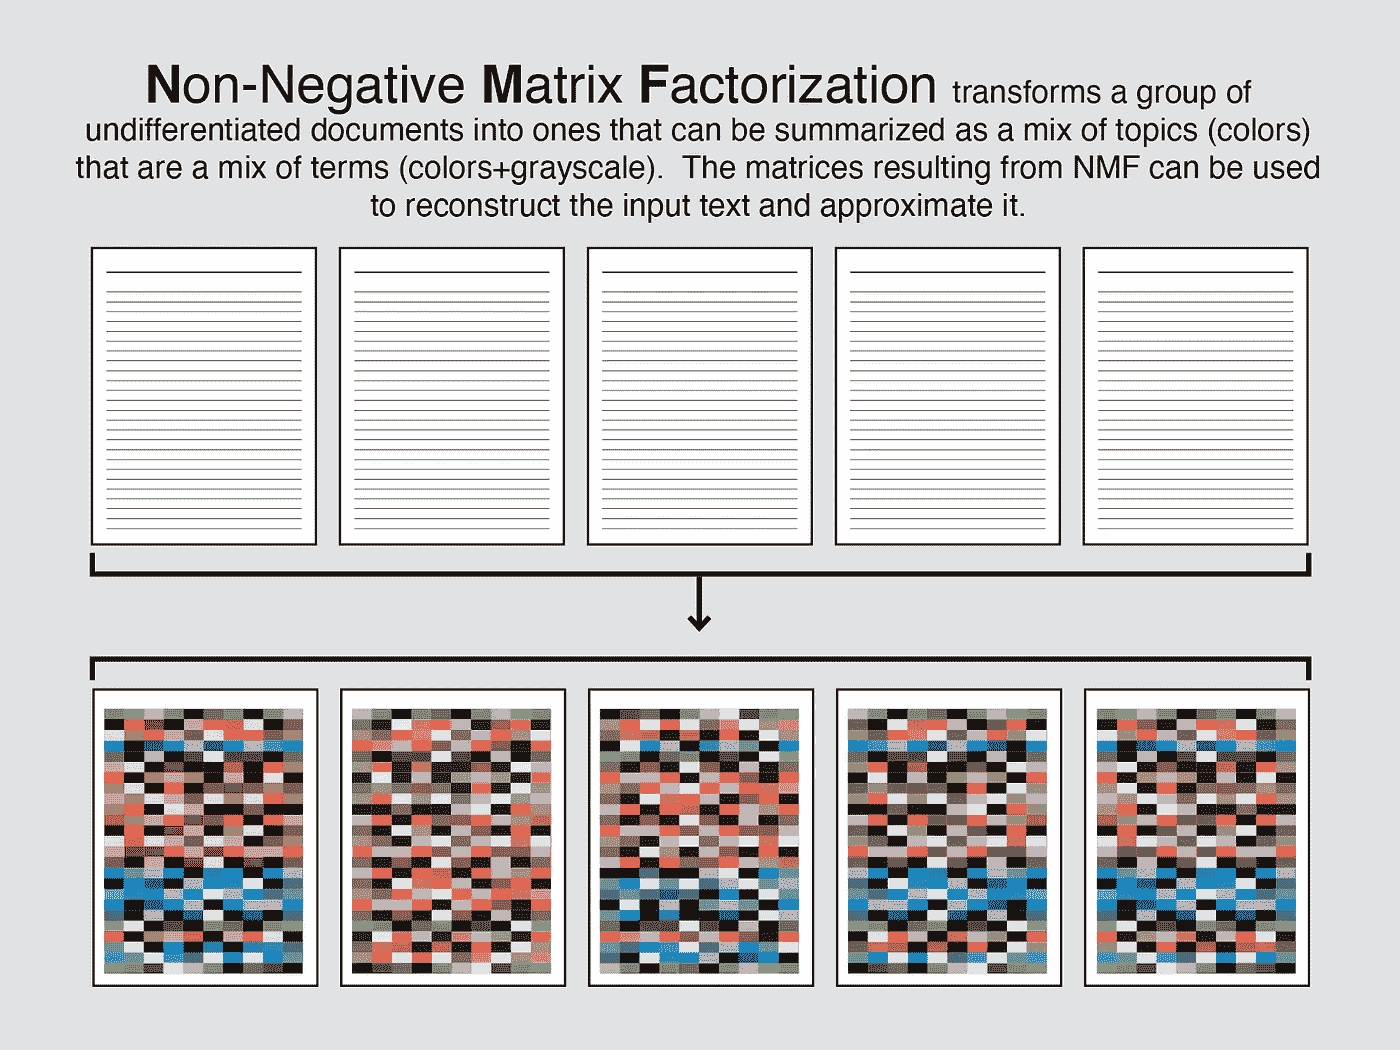 Non-Negative Matrix Factorization transforms a group of
undifferentiated documents into ones that can be summarized as a mix of topics (colors)
that are a mix of terms (colors+grayscale).  The matrices resulting from NMF can be used
to reconstruct the input text and approximate it.